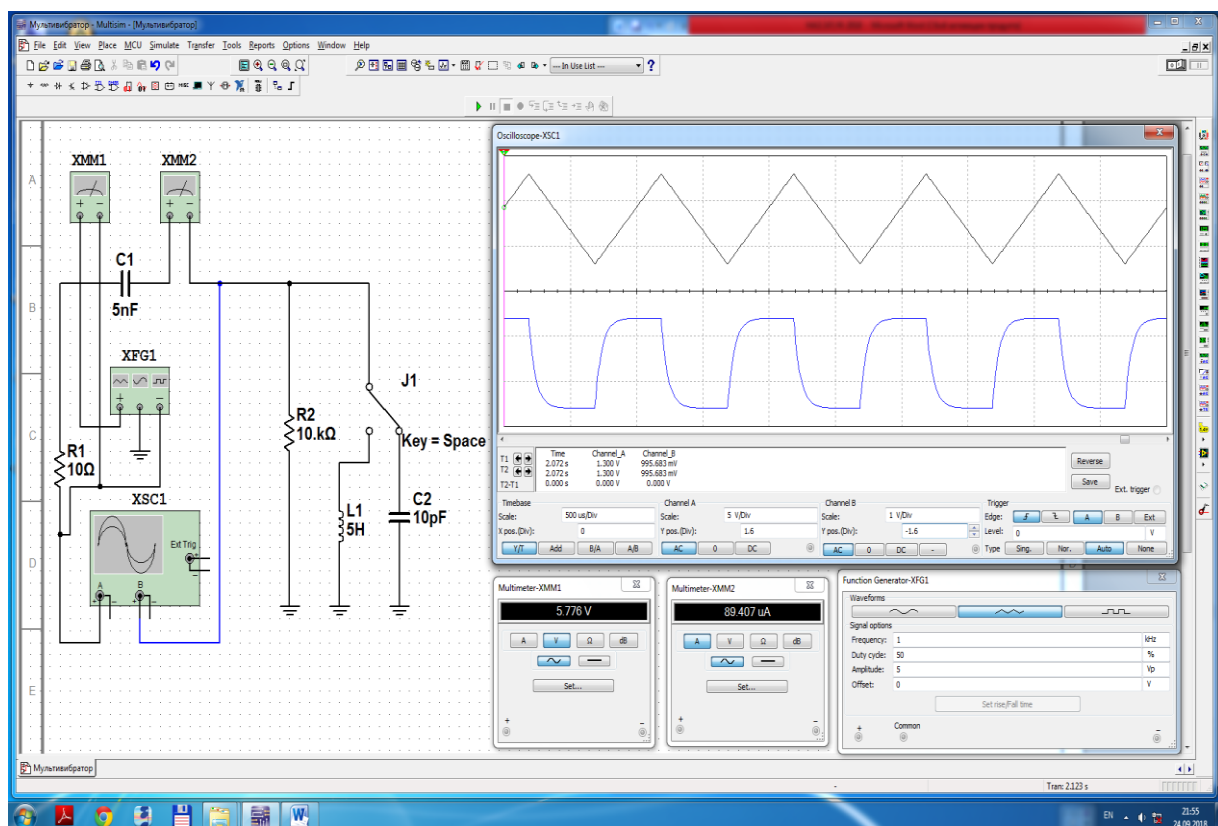 Мультивибратор - Multisim - [Мультивибратор]
File Edit View Place MCU Simulate Transfer Tools Reports Options Window Help
--- In Use List ---
?
MISC
A
B
C
D
E
XMM1
XMM2
C1
5nF
XFG1
R1
10Ω
R2
10.kΩ
J1
Key = Space
XSC1
Ext Trig
A
B
L1
5H
C2
10pF
Oscilloscope-XSC1
Time Channel_A Channel_B
T1 2.072 s 1.300 V 995.683 mV
T2 2.072 s 1.300 V 995.683 mV
T2-T1 0.000 s 0.000 V 0.000 V
Reverse
Save
Ext. trigger
Timebase
Scale: 500 us/Div
X pos.(Div): 0
Y/T Add B/A A/B
Channel A
Scale: 5 V/Div
Y pos.(Div): 1.6
AC 0 DC
Channel B
Scale: 1 V/Div
Y pos.(Div): -1.6
AC 0 DC -
Trigger
Edge: A B Ext
Level: 0 V
Type Sing. Nor. Auto None
Multimeter-XMM1
5.776 V
A V Ω dB
Set...
+ -
Multimeter-XMM2
89.407 uA
A V Ω dB
Set...
+ -
Function Generator-XFG1
Waveforms
Signal options
Frequency: 1 kHz
Duty cycle: 50 %
Amplitude: 5 Vp
Offset: 0 V
Set rise/Fall time
+ Common -
Мультивибратор
- Tran: 2.123 s
EN 21:55
24.09.2018